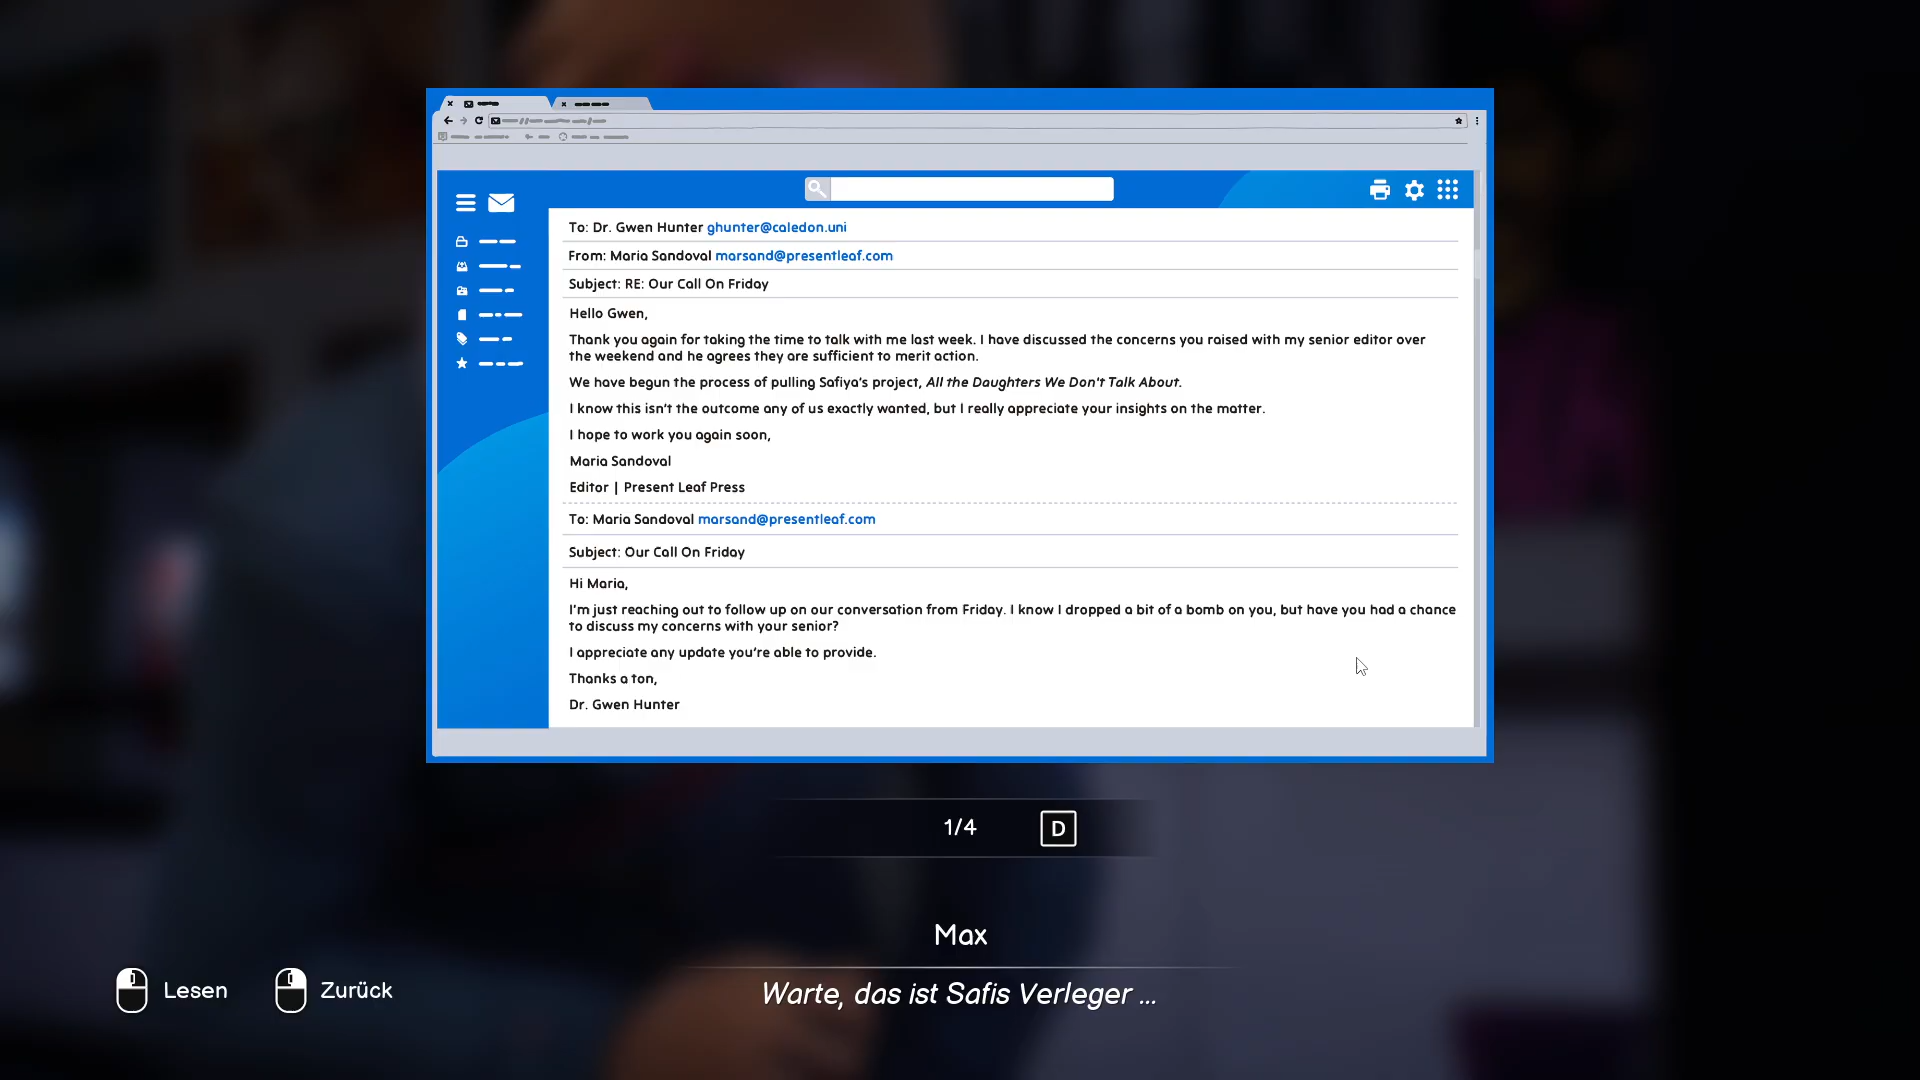 To: Dr. Gwen Hunter ghunter@caledon.uni
From: Maria Sandoval marsand@presentleaf.com
Subject: RE: Our Call On Friday
Hello Gwen,
Thank you again for taking the time to talk with me last week. I have discussed the concerns you raised with my senior editor over
the weekend and he agrees they are sufficient to merit action.
We have begun the process of pulling Safiya's project, All the Daughters We Don't Talk About.
I know this isn't the outcome any of us exactly wanted, but I really appreciate your insights on the matter.
I hope to work you again soon,
Maria Sandoval
Editor | Present Leaf Press
To: Maria Sandoval marsand@presentleaf.com
Subject: Our Call On Friday
Hi Maria,
I'm just reaching out to follow up on our conversation from Friday. I know I dropped a bit of a bomb on you, but have you had a chance
to discuss my concerns with your senior?
I appreciate any update you're able to provide.
Thanks a ton,
Dr. Gwen Hunter
1/4 D
Max
Lesen Zurück
Warte, das ist Safis Verleger ...